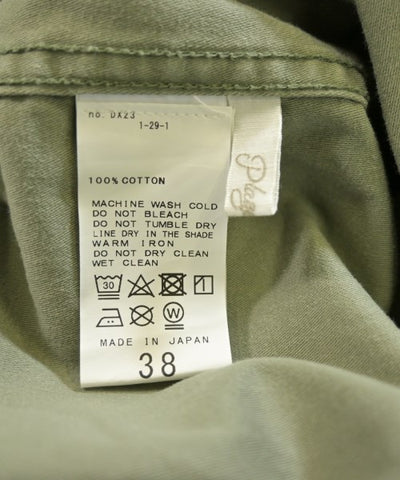 no. DX23
1-29-1
100% COTTON
MACHINE WASH COLD
DO NOT BLEACH
DO NOT TUMBLE DRY
LINE DRY IN THE SHADE
WARM IRON
DO NOT DRY CLEAN
WET CLEAN
30
W
MADE IN JAPAN
38